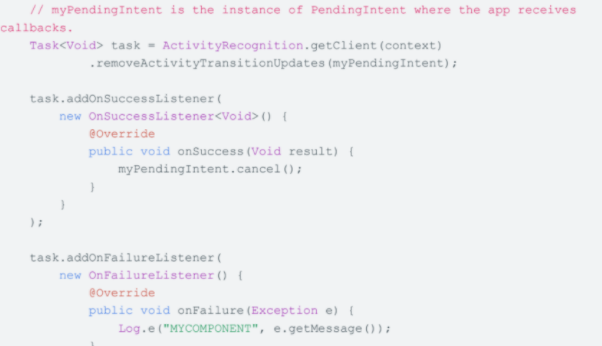 // myPendingIntent is the instance of PendingIntent where the app receives
callbacks.
Task<Void> task = ActivityRecognition.getClient(context)
.removeActivityTransitionUpdates(myPendingIntent);
task.addOnSuccessListener(
new OnSuccessListener<Void>() {
@Override
public void onSuccess(Void result) {
myPendingIntent.cancel();
}
}
);
task.addOnFailureListener(
new OnFailureListener() {
@Override
public void onFailure(Exception e) {
Log.e("MYCOMPONENT", e.getMessage());
}